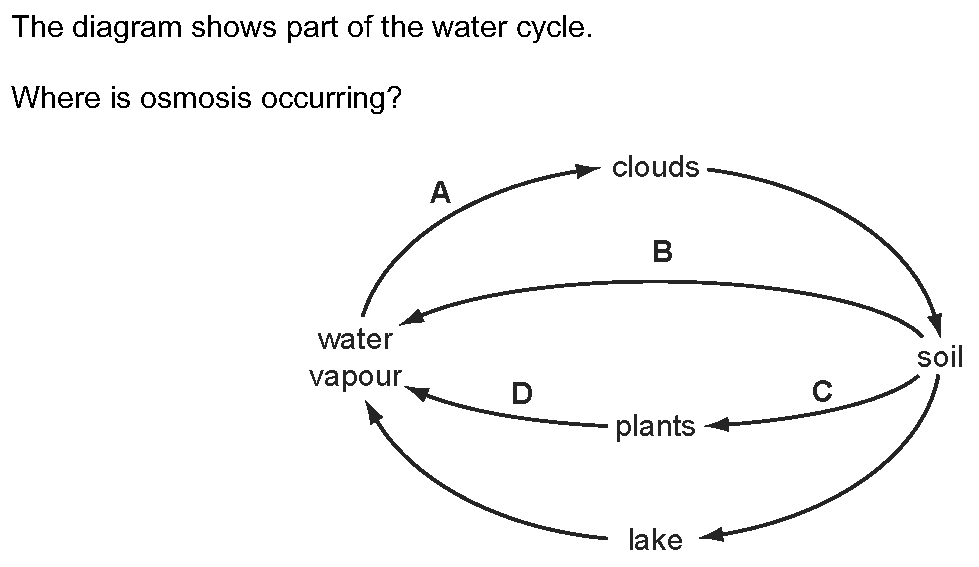 The diagram shows part of the water cycle.
Where is osmosis occurring?
clouds
A
B
water
vapour
soil
D
C
plants
lake